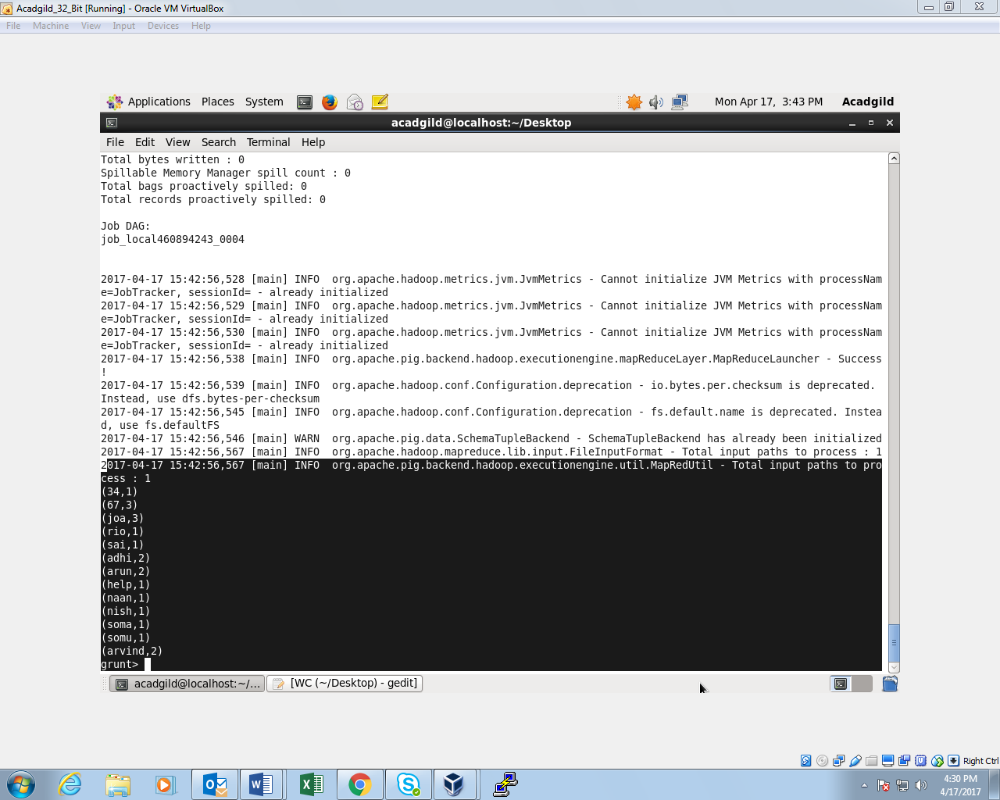 Acadgild_32_Bit [Running] - Oracle VM VirtualBox
File Machine View Input Devices Help
Applications Places System Mon Apr 17, 3:43 PM Acadgild
acadgild@localhost:~/Desktop
File Edit View Search Terminal Help
Total bytes written : 0
Spillable Memory Manager spill count : 0
Total bags proactively spilled: 0
Total records proactively spilled: 0
Job DAG:
job_local460894243_0004
2017-04-17 15:42:56,528 [main] INFO  org.apache.hadoop.metrics.jvm.JvmMetrics - Cannot initialize JVM Metrics with processNam
e=JobTracker, sessionId= - already initialized
2017-04-17 15:42:56,529 [main] INFO  org.apache.hadoop.metrics.jvm.JvmMetrics - Cannot initialize JVM Metrics with processNam
e=JobTracker, sessionId= - already initialized
2017-04-17 15:42:56,530 [main] INFO  org.apache.hadoop.metrics.jvm.JvmMetrics - Cannot initialize JVM Metrics with processNam
e=JobTracker, sessionId= - already initialized
2017-04-17 15:42:56,538 [main] INFO  org.apache.pig.backend.hadoop.executionengine.mapReduceLayer.MapReduceLauncher - Success
!
2017-04-17 15:42:56,539 [main] INFO  org.apache.hadoop.conf.Configuration.deprecation - io.bytes.per.checksum is deprecated.
Instead, use dfs.bytes-per-checksum
2017-04-17 15:42:56,545 [main] INFO  org.apache.hadoop.conf.Configuration.deprecation - fs.default.name is deprecated. Instea
d, use fs.defaultFS
2017-04-17 15:42:56,546 [main] WARN  org.apache.pig.data.SchemaTupleBackend - SchemaTupleBackend has already been initialized
2017-04-17 15:42:56,567 [main] INFO  org.apache.hadoop.mapreduce.lib.input.FileInputFormat - Total input paths to process : 1
2017-04-17 15:42:56,567 [main] INFO  org.apache.pig.backend.hadoop.executionengine.util.MapRedUtil - Total input paths to pro
cess : 1
(34,1)
(67,3)
(joa,3)
(rio,1)
(sai,1)
(adhi,2)
(arun,2)
(help,1)
(naan,1)
(nish,1)
(soma,1)
(somu,1)
(arvind,2)
grunt>
acadgild@localhost:~/... [WC (~/Desktop) - gedit]
Right Ctrl
4:30 PM
4/17/2017